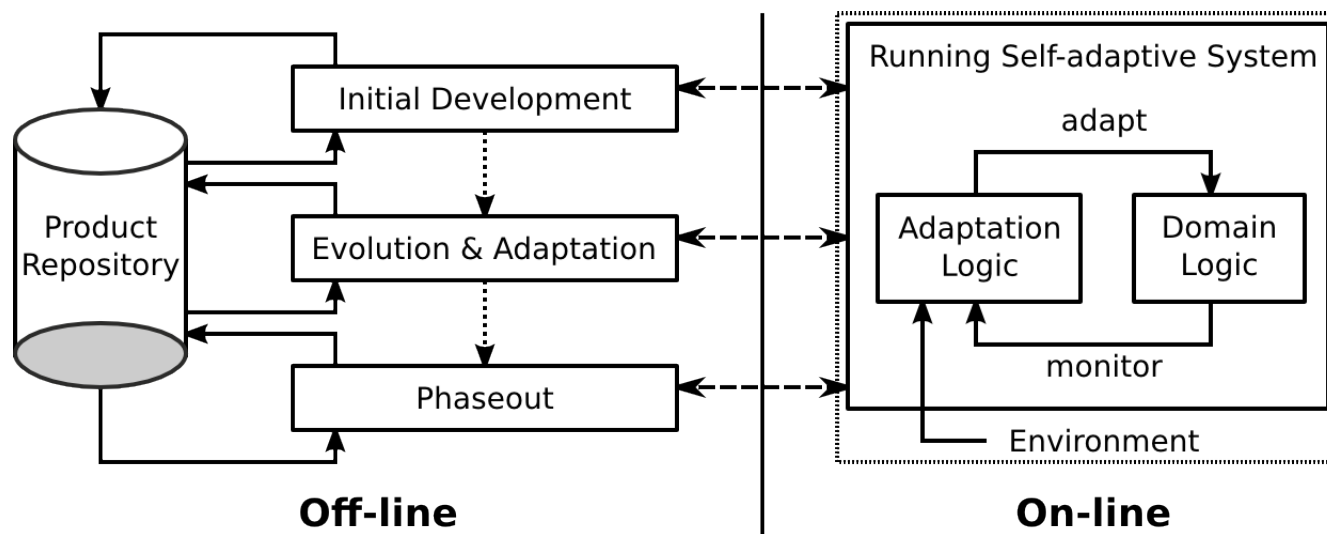 Running Self-adaptive System
Initial Development
adapt
Product
Repository
Evolution & Adaptation
Adaptation
Logic
Domain
Logic
monitor
Phaseout
Environment
Off-line
On-line